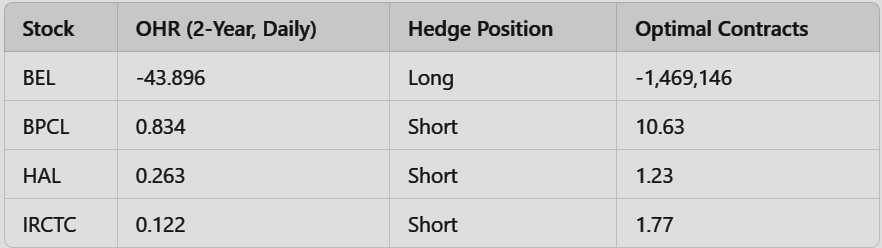 Stock OHR (2-Year, Daily) Hedge Position Optimal Contracts
BEL -43.896 Long -1,469,146
BPCL 0.834 Short 10.63
HAL 0.263 Short 1.23
IRCTC 0.122 Short 1.77